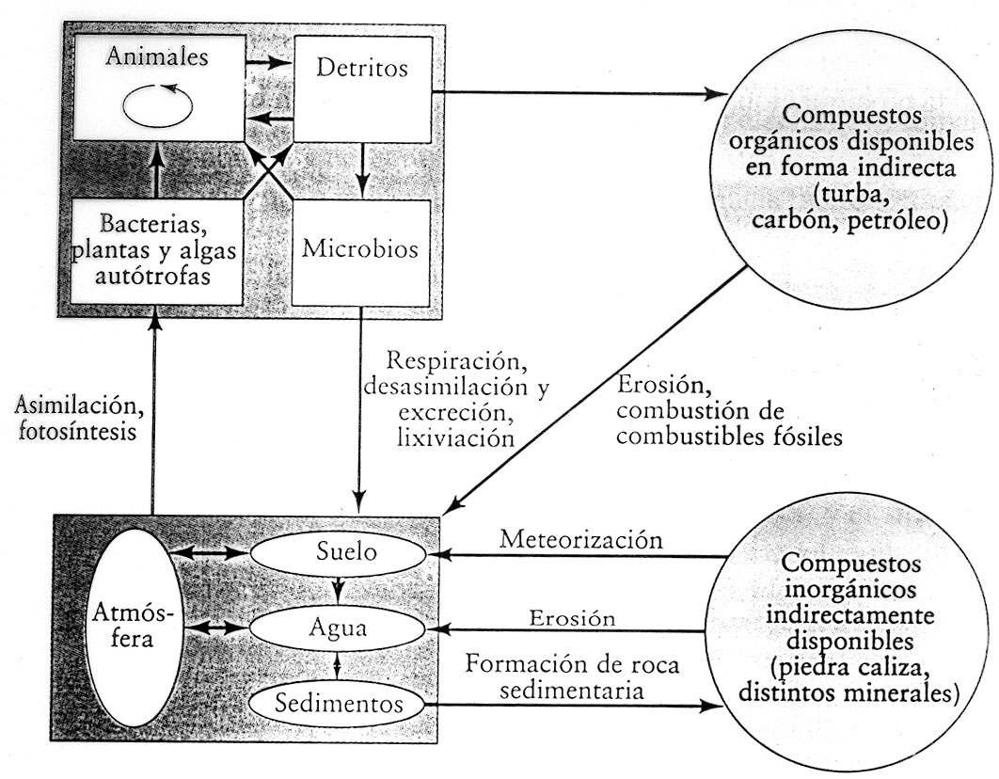 Animales
Detritos
Bacterias,
plantas y algas
autótrofas
Microbios
Compuestos
orgánicos disponibles
en forma indirecta
(turba,
carbón, petróleo)
Asimilación,
fotosíntesis
Respiración,
desasimilación y
excreción,
lixiviación
Erosión,
combustión de
combustibles fósiles
Atmós-
fera
Suelo
Agua
Sedimentos
Meteorización
Erosión
Formación de roca
sedimentaria
Compuestos
inorgánicos
indirectamente
disponibles
(piedra caliza,
distintos minerales)